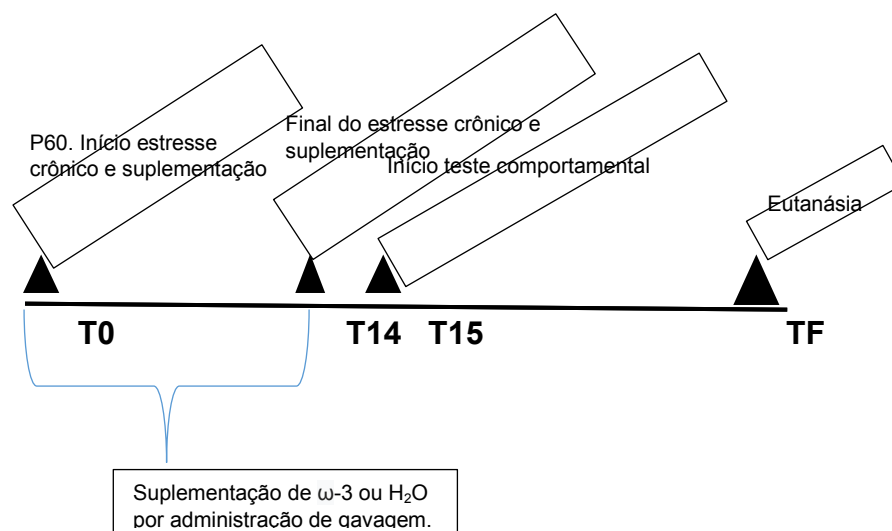 P60. Início estresse
crônico e suplementação
Final do estresse crônico e
suplementação
Início teste comportamental
Eutanásia
T0
T14
T15
TF
Suplementação de ω-3 ou H₂O
por administração de gavagem.